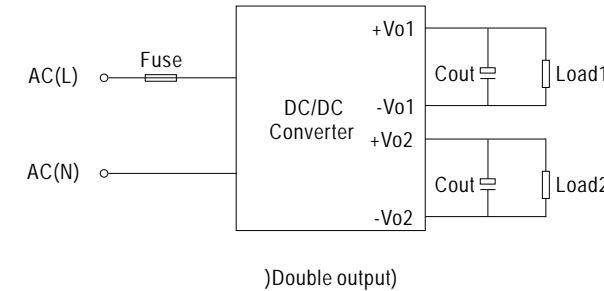 +Vo1
Fuse
AC(L)
Cout
Load1
DC/DC
Converter
-Vo1
+Vo2
AC(N)
Cout
Load2
-Vo2
)Double output)